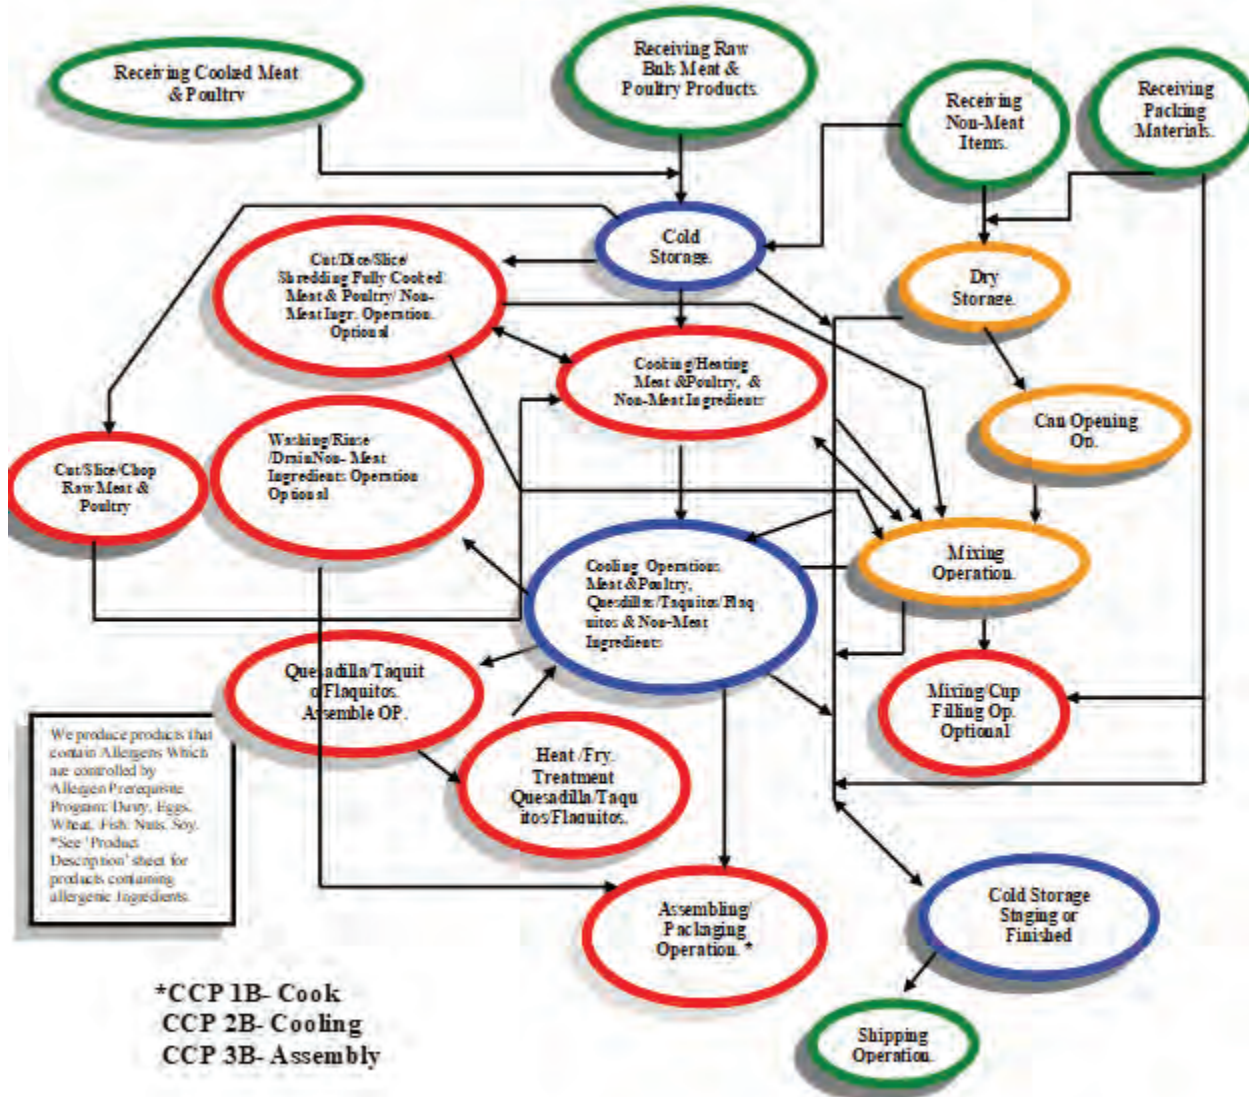 Receiving Cooked Meat
& Poultry
Receiving Raw
Buls Meat &
Poultry Products.
Receiving
Non-Meat
Items.
Receiving
Packing
Materials.
Cold
Storage.
Cut/Dice/Slice/
Shredding Fully Cooked
Meat & Poultry/ Non-
Meat Ingr. Operation.
Optional
Dry
Storage.
Cooking/Heating
Meat &Poultry, &
Non-Meat Ingredients
Can Opening
Op.
Cut/Slice/Chop
Raw Meat &
Poultry
Washing/Rinse
/DrainNon- Meat
Ingredients Operation
Optional
Mixing
Operation.
Cooling Operations
Meat &Poultry,
Quesdillas/Taquitos/Flaq
uitos & Non-Meat
Ingredients
Quesadilla/Taquit
o/Flaquitos.
Assemble OP.
Mixing/Cup
Filling Op.
Optional
Heat /Fry.
Treatment
Quesadilla/Taqu
itos/Flaquitos.
We produce products that
contain Allergens Which
are controlled by
Allergen Prerequisite
Program: Dairy, Eggs,
Wheat, Fish, Nuts, Soy.
*See 'Product
Description' sheet for
products containing
allergenic Ingredients.
Assembling/
Packaging
Operation. *
Cold Storage
Staging or
Finished
Shipping
Operation.
*CCP 1B- Cook
CCP 2B- Cooling
CCP 3B- Assembly